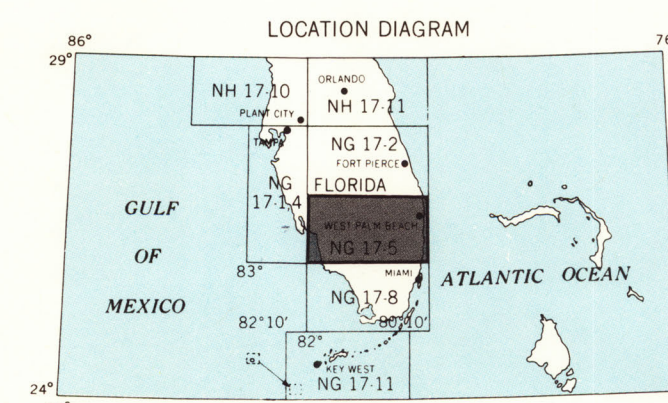 LOCATION DIAGRAM
86°
76
29°
ORLANDO
NH 17·10
NH 17·11
PLANT CITY
TAMPA
NG 17·2
FORT PIERCE
NG
17·1,4
FLORIDA
GULF
OF
MEXICO
WEST PALM BEACH
NG 17·5
83°
MIAMI
ATLANTIC OCEAN
NG 17·8
82°10'
80°10'
82°
KEY WEST
NG 17·11
24°